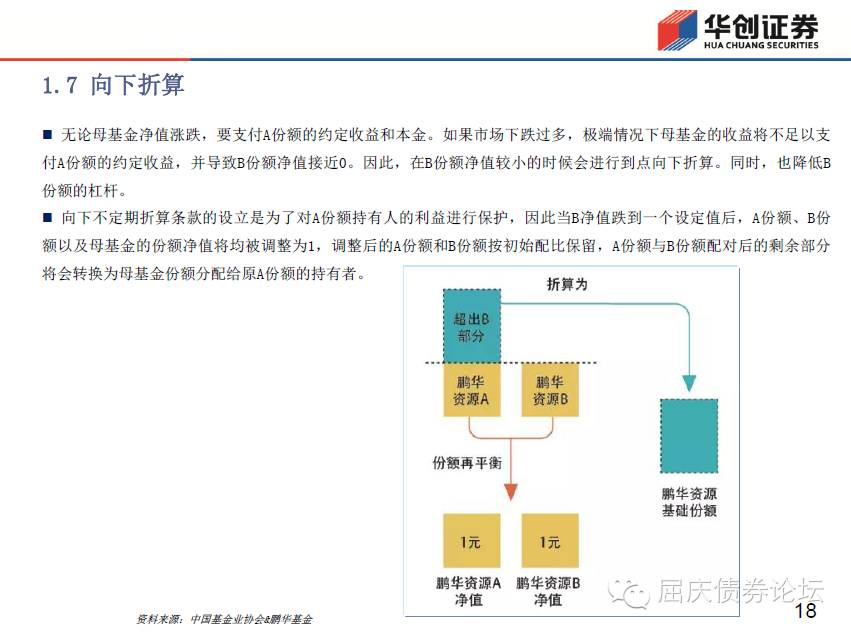 华创证券
HUA CHUANG SECURITIES
1.7 向下折算
■ 无论母基金净值涨跌，要支付A份额的约定收益和本金。如果市场下跌过多，极端情况下母基金的收益将不足以支
付A份额的约定收益，并导致B份额净值接近0。因此，在B份额净值较小的时候会进行到点向下折算。同时，也降低B
份额的杠杆。
■ 向下不定期折算条款的设立是为了对A份额持有人的利益进行保护，因此当B净值跌到一个设定值后，A份额、B份
额以及母基金的份额净值将均被调整为1，调整后的A份额和B份额按初始配比保留，A份额与B份额配对后的剩余部分
将会转换为母基金份额分配给原A份额的持有者。
折算为
超出B
部分
鹏华
资源A
鹏华
资源B
份额再平衡
鹏华资源
基础份额
1元
1元
鹏华资源A
净值
鹏华资源B
净值
屈庆债券论坛
18
资料来源：中国基金业协会&鹏华基金